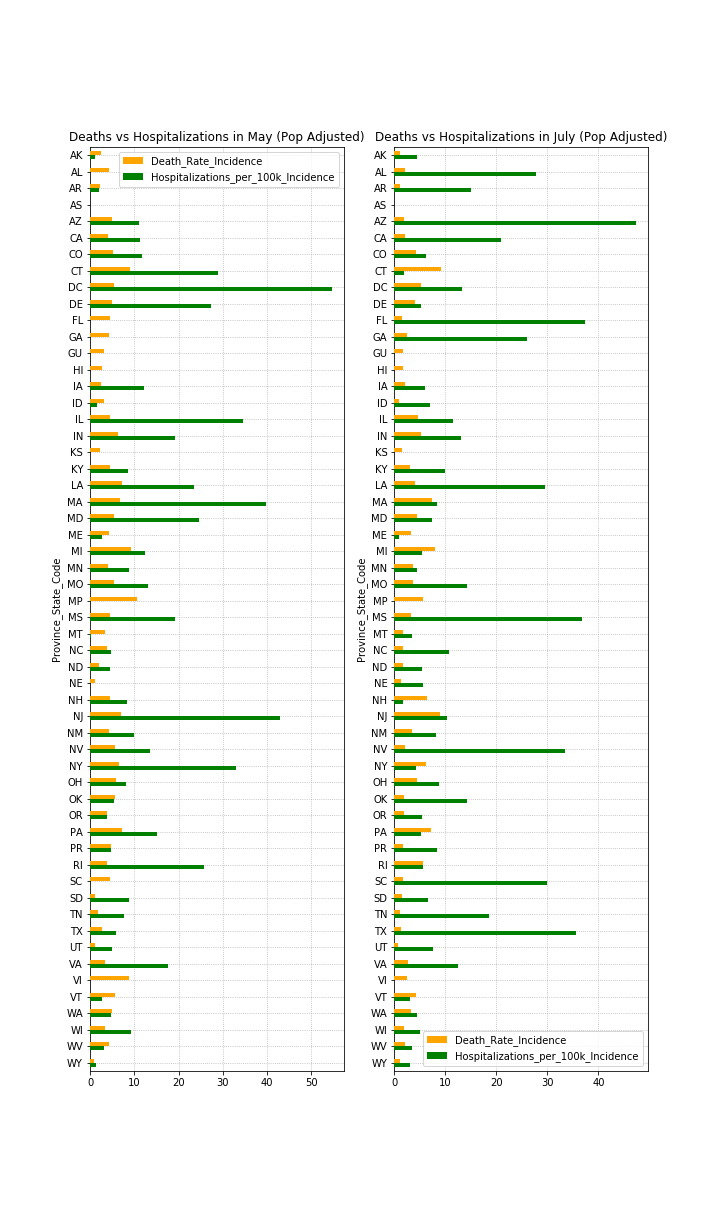 Deaths vs Hospitalizations in May (Pop Adjusted)
Death_Rate_Incidence
Hospitalizations_per_100k_Incidence
Province_State_Code
AK
AL
AR
AS
AZ
CA
CO
CT
DC
DE
FL
GA
GU
HI
IA
ID
IL
IN
KS
KY
LA
MA
MD
ME
MI
MN
MO
MP
MS
MT
NC
ND
NE
NH
NJ
NM
NV
NY
OH
OK
OR
PA
PR
RI
SC
SD
TN
TX
UT
VA
VI
VT
WA
WI
WV
WY
0 10 20 30 40 50
Deaths vs Hospitalizations in July (Pop Adjusted)
Province_State_Code
AK
AL
AR
AS
AZ
CA
CO
CT
DC
DE
FL
GA
GU
HI
IA
ID
IL
IN
KS
KY
LA
MA
MD
ME
MI
MN
MO
MP
MS
MT
NC
ND
NE
NH
NJ
NM
NV
NY
OH
OK
OR
PA
PR
RI
SC
SD
TN
TX
UT
VA
VI
VT
WA
WI
WV
WY
Death_Rate_Incidence
Hospitalizations_per_100k_Incidence
0 10 20 30 40